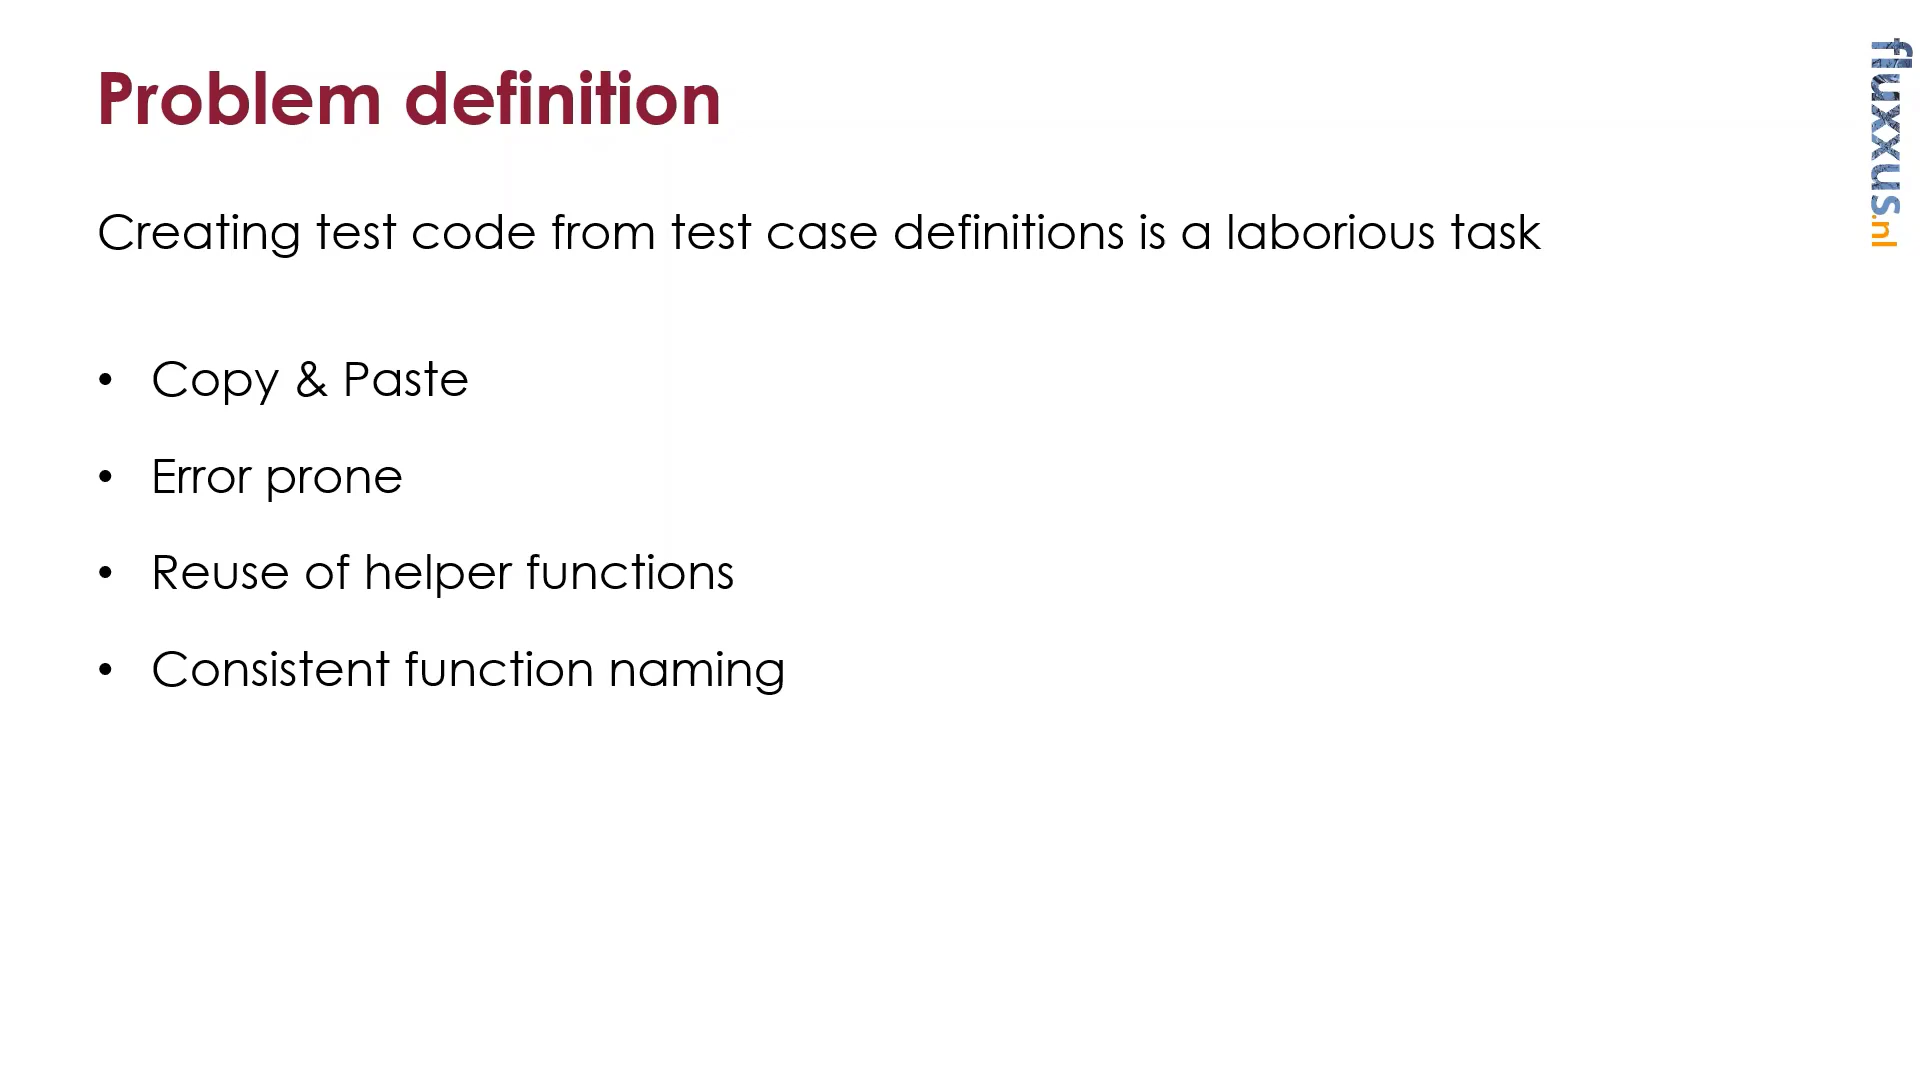 Problem definition
fluxxus.nl
Creating test code from test case definitions is a laborious task
• Copy & Paste
• Error prone
• Reuse of helper functions
• Consistent function naming